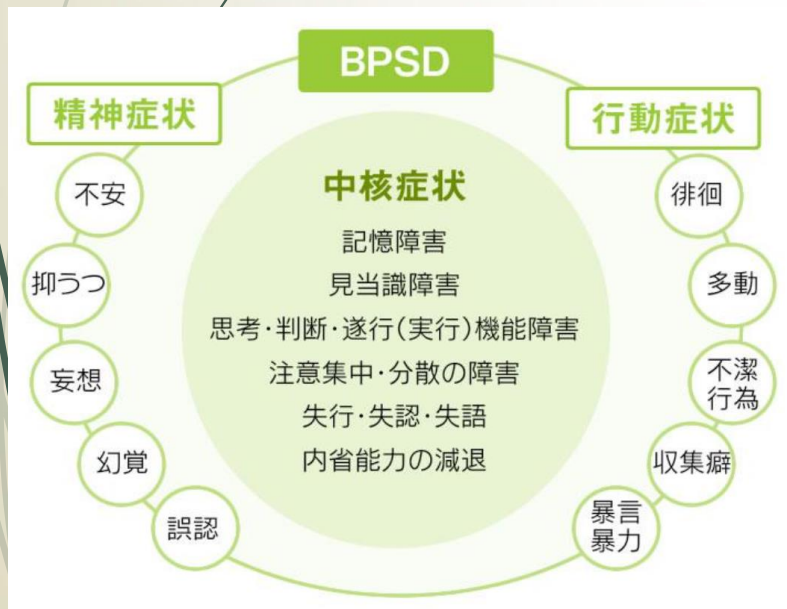 BPSD
精神症状
不安
抑うつ
妄想
幻覚
誤認
中核症状
記憶障害
見当識障害
思考・判断・遂行(実行)機能障害
注意集中・分散の障害
失行・失認・失語
内省能力の減退
行動症状
徘徊
多動
不潔
行為
収集癖
暴言
暴力